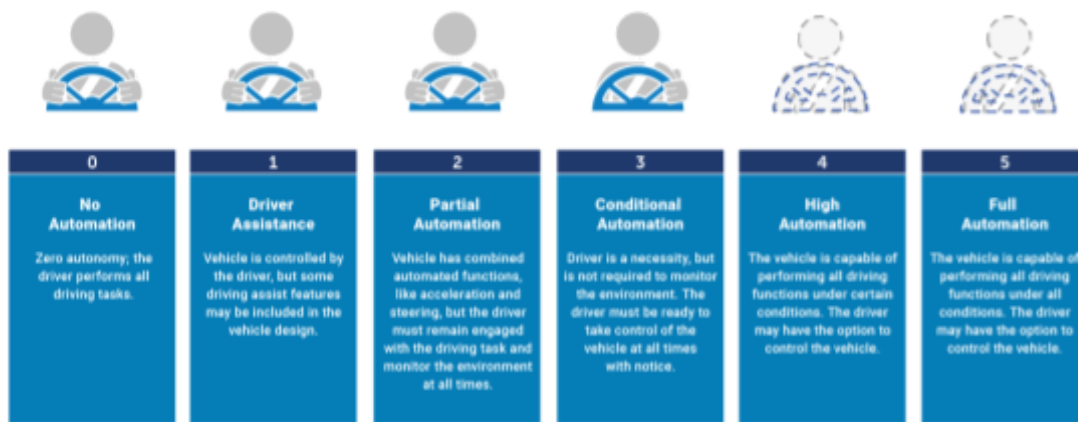 0
No
Automation
Zero autonomy; the
driver performs all
driving tasks.
1
Driver
Assistance
Vehicle is controlled by
the driver, but some
driving assist features
may be included in the
vehicle design.
2
Partial
Automation
Vehicle has combined
automated functions,
like acceleration and
steering, but the driver
must remain engaged
with the driving task and
monitor the environment
at all times.
3
Conditional
Automation
Driver is a necessity, but
is not required to monitor
the environment. The
driver must be ready to
take control of the
vehicle at all times
with notice.
4
High
Automation
The vehicle is capable of
performing all driving
functions under certain
conditions. The driver
may have the option to
control the vehicle.
5
Full
Automation
The vehicle is capable of
performing all driving
functions under all
conditions. The driver
may have the option to
control the vehicle.